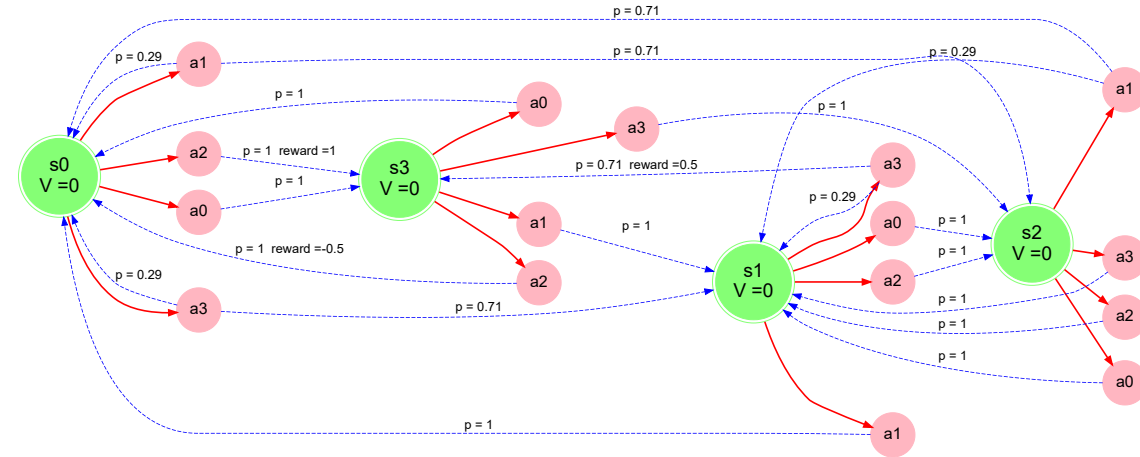 p = 0.71
p = 0.29
p = 0.71
p = 0.29
a1
a1
p = 1
a0
p = 1
a3
s0
V =0
a2
p = 1 reward =1
s3
V =0
p = 0.71 reward =0.5
a3
p = 1
a0
p = 0.29
a1
p = 1
a0
p = 1
s2
V =0
p = 1 reward =-0.5
a2
s1
V =0
a2
p = 1
a3
p = 0.29
a3
p = 0.71
p = 1
a2
p = 1
p = 1
a0
p = 1
a1